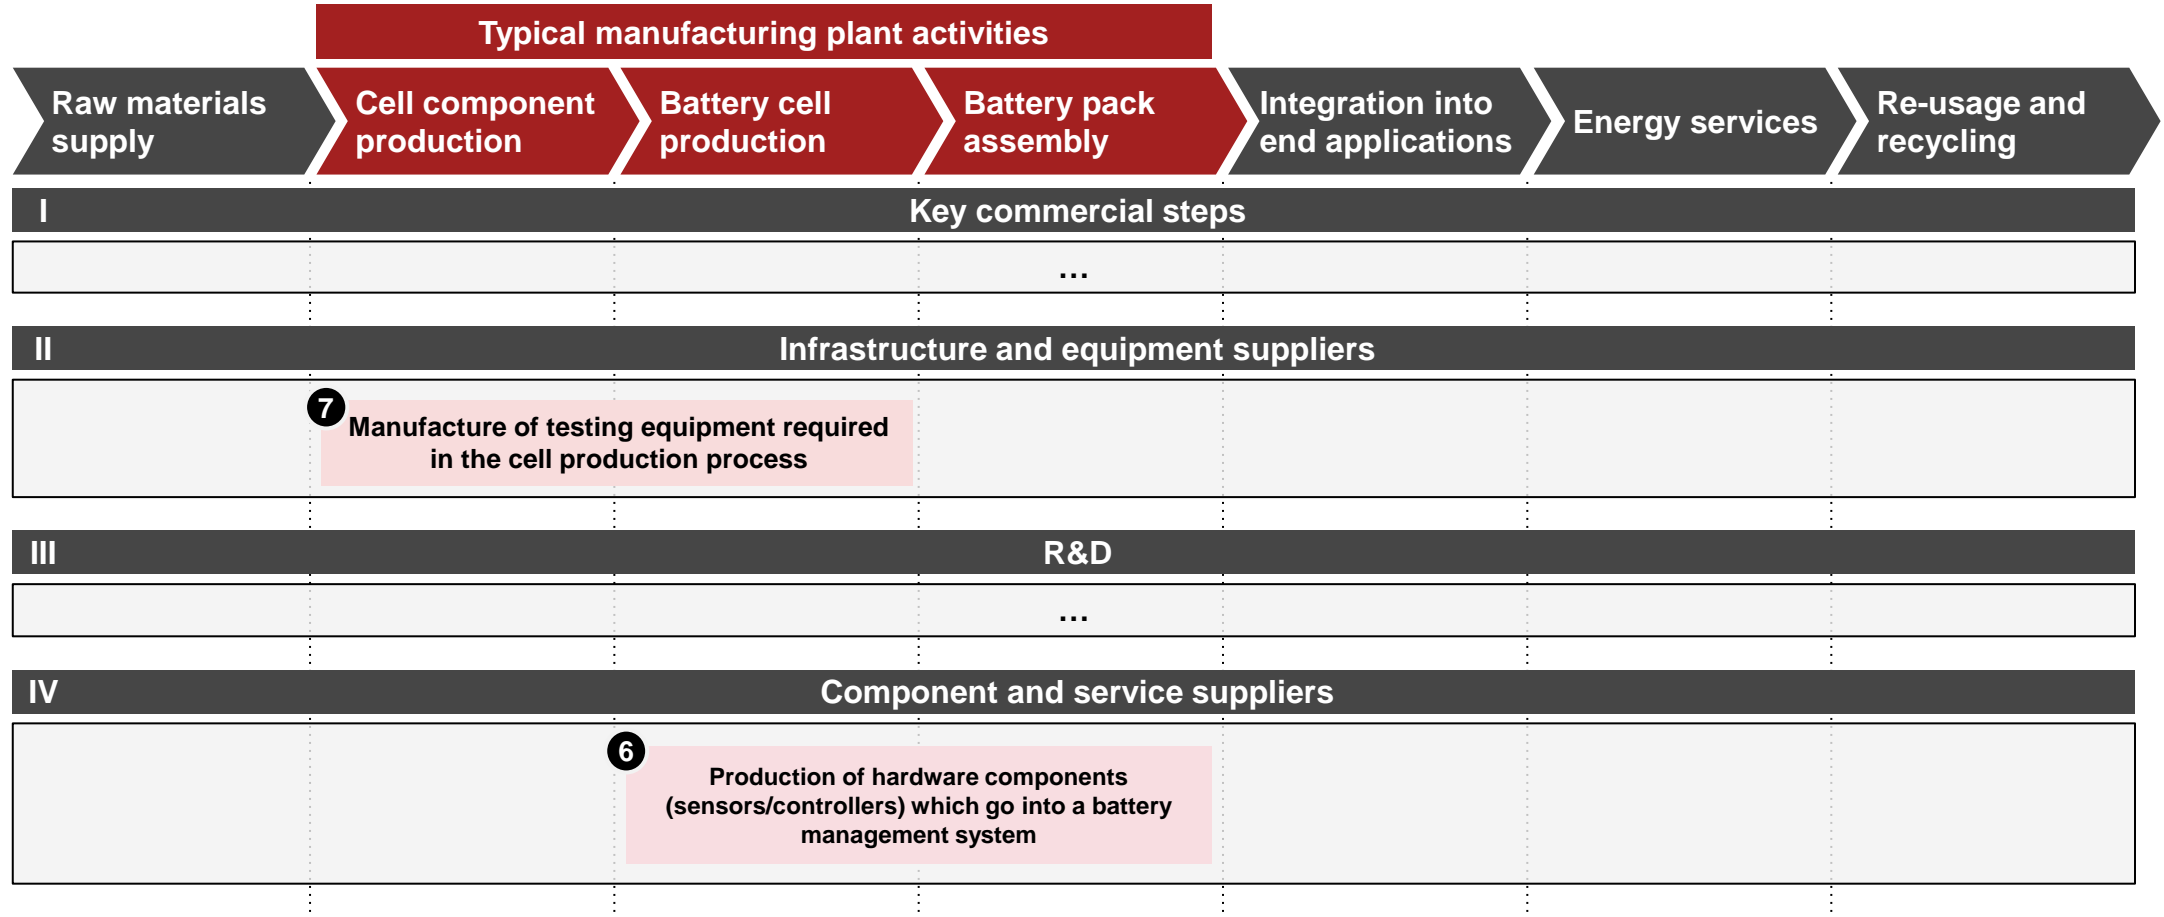 Typical manufacturing plant activities
Raw materials
supply
Cell component
production
Battery cell
production
Battery pack
assembly
Integration into
end applications
Energy services
Re-usage and
recycling
I
Key commercial steps
...
II
Infrastructure and equipment suppliers
7
Manufacture of testing equipment required
in the cell production process
III
R&D
...
IV
Component and service suppliers
6
Production of hardware components
(sensors/controllers) which go into a battery
management system